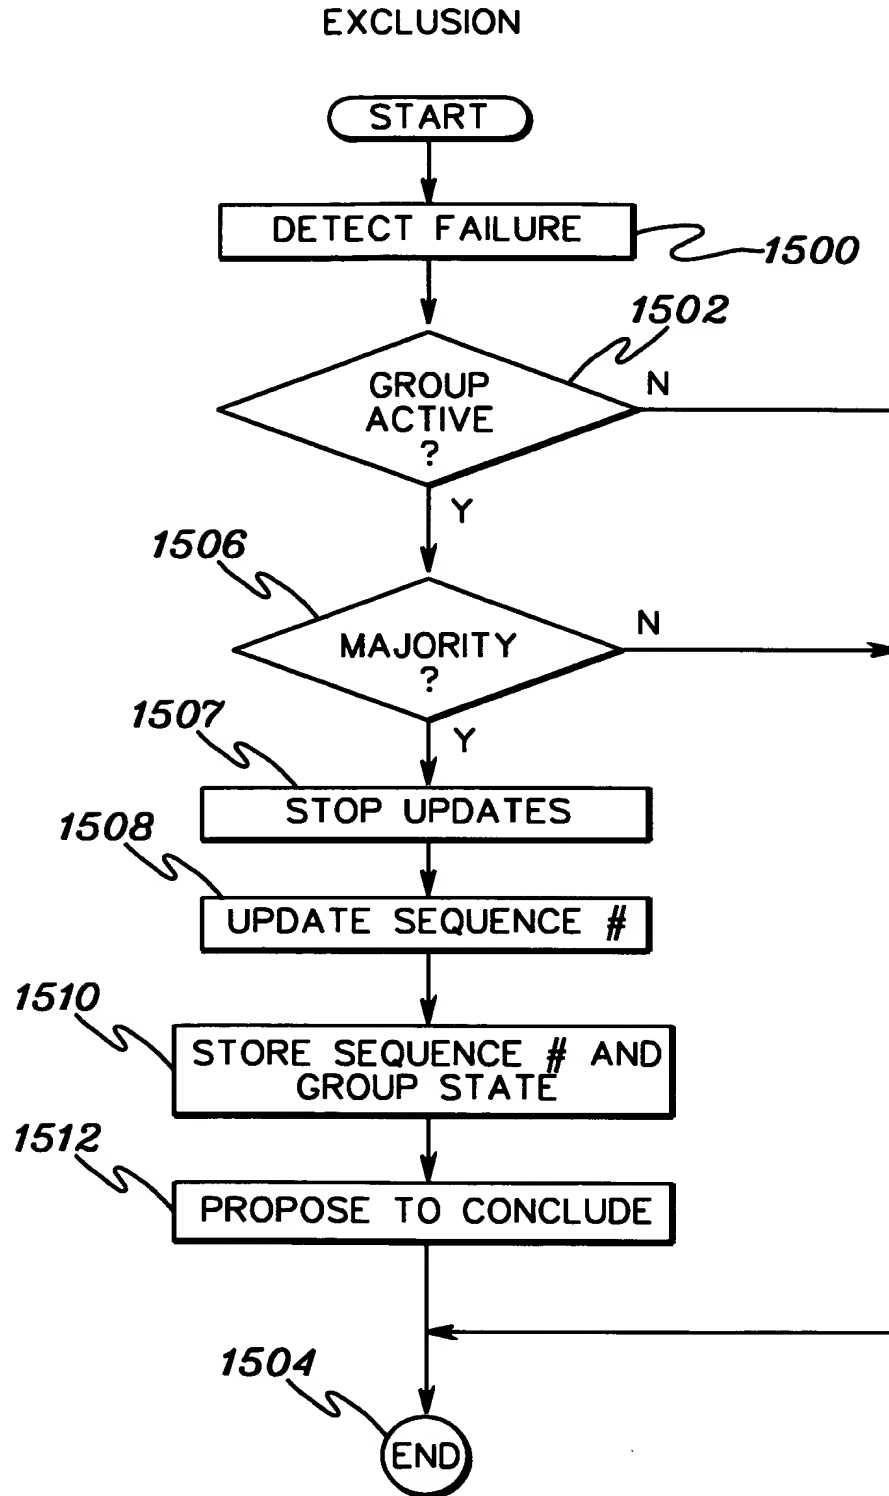 EXCLUSION
START
DETECT FAILURE
1500
1502
GROUP
ACTIVE
?
N
Y
1506
MAJORITY
?
N
Y
1507
STOP UPDATES
1508
UPDATE SEQUENCE #
1510
STORE SEQUENCE # AND
GROUP STATE
1512
PROPOSE TO CONCLUDE
1504
END